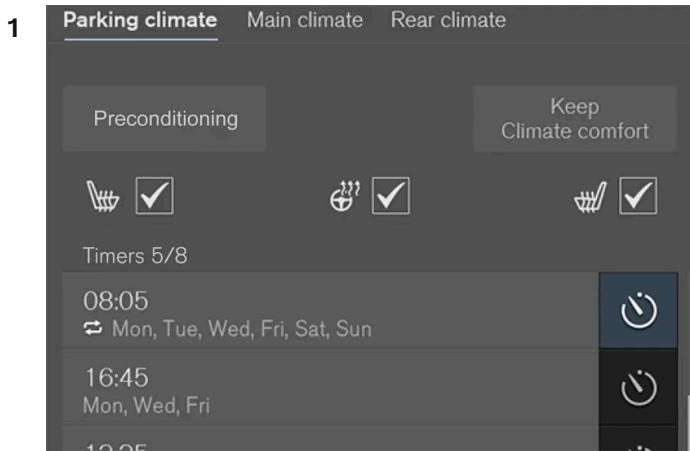 1
Parking climate Main climate Rear climate
Preconditioning
Keep
Climate comfort
Timers 5/8
08:05
Mon, Tue, Wed, Fri, Sat, Sun
16:45
Mon, Wed, Fri